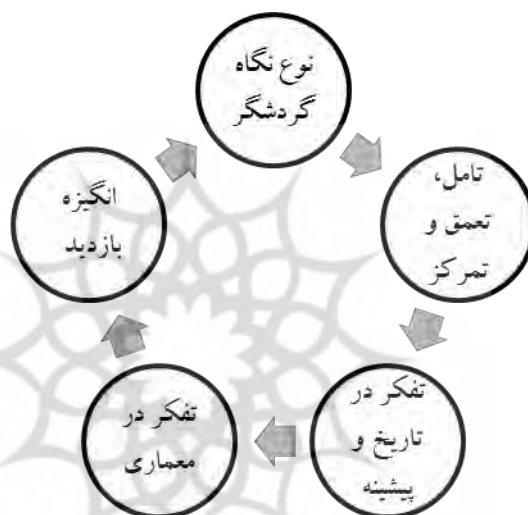 نوع نگاه
گردشگر
تامل،
تعمق و
تمرکز
تفکر در
تاریخ و
پیشینه
تفکر در
معماری
انگیزه
بازدید